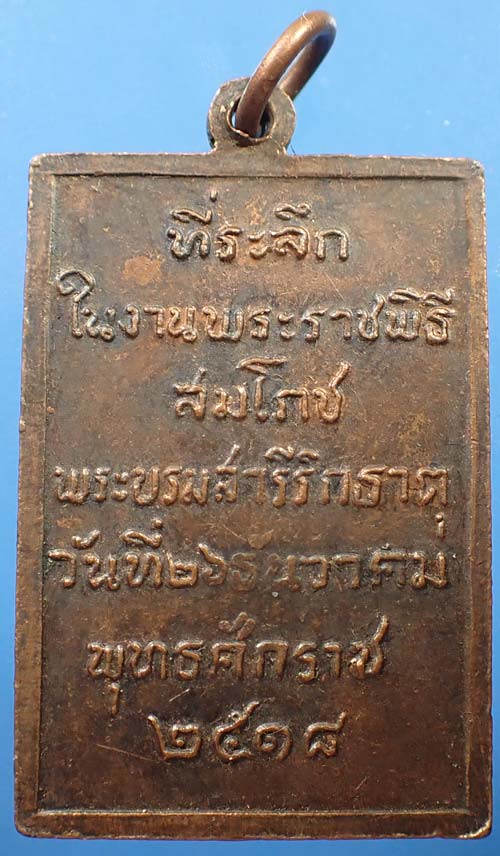 ที่ระลึก
ในงานพระราชพิธี
สมโภช
พระบรมสารีริกธาตุ
วันที่๒๖ธันวาคม
พุทธศักราช
๒๕๑๘